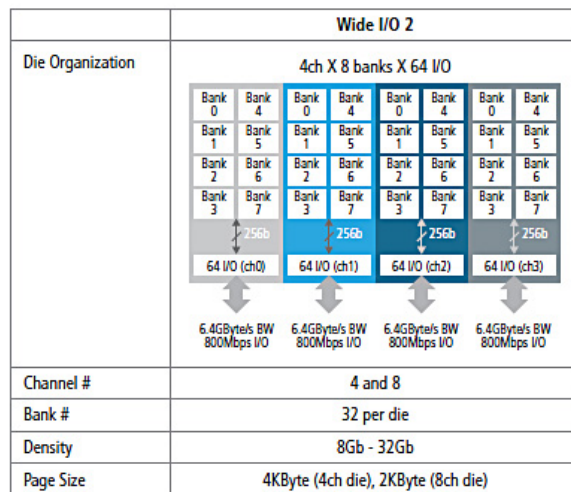 Wide I/O 2
Die Organization
4ch X 8 banks X 64 I/O
Bank 0 Bank 4 Bank 0 Bank 4 Bank 0 Bank 4 Bank 0 Bank 4
Bank 1 Bank 5 Bank 1 Bank 5 Bank 1 Bank 5 Bank 1 Bank 5
Bank 2 Bank 6 Bank 2 Bank 6 Bank 2 Bank 6 Bank 2 Bank 6
Bank 3 Bank 7 Bank 3 Bank 7 Bank 3 Bank 7 Bank 3 Bank 7
256b 256b 256b 256b
64 I/O (ch0) 64 I/O (ch1) 64 I/O (ch2) 64 I/O (ch3)
6.4GByte/s BW 6.4GByte/s BW 6.4GByte/s BW 6.4GByte/s BW
800Mbps I/O 800Mbps I/O 800Mbps I/O 800Mbps I/O
Channel # 4 and 8
Bank # 32 per die
Density 8Gb - 32Gb
Page Size 4KByte (4ch die), 2KByte (8ch die)